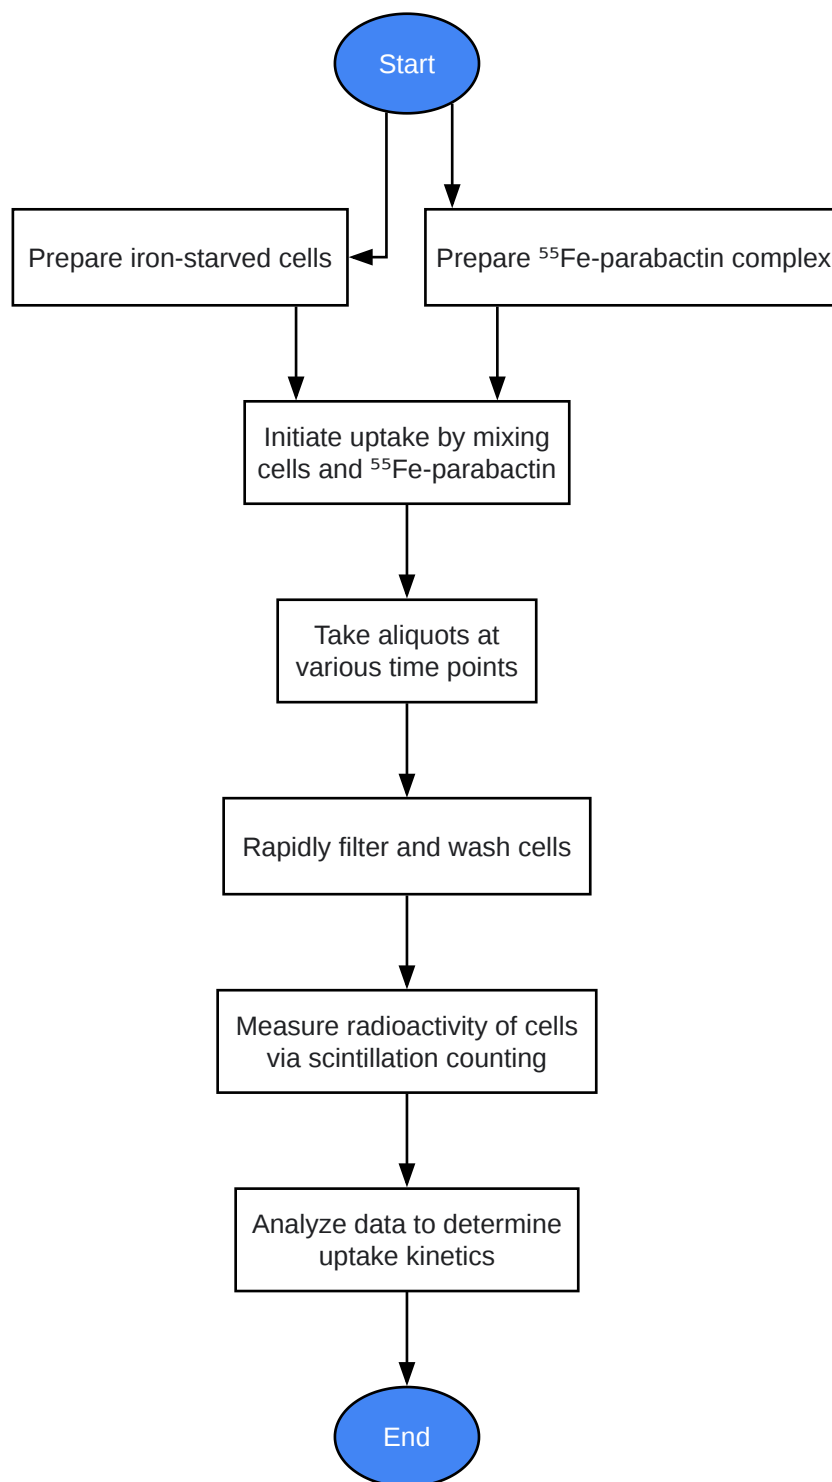 Start
Prepare iron-starved cells
Prepare ⁵⁵Fe-parabactin complex
Initiate uptake by mixing
cells and ⁵⁵Fe-parabactin
Take aliquots at
various time points
Rapidly filter and wash cells
Measure radioactivity of cells
via scintillation counting
Analyze data to determine
uptake kinetics
End